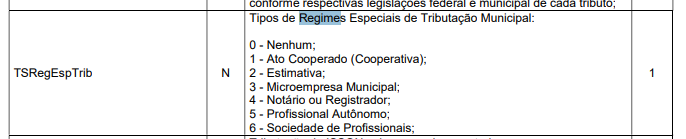 conforme respectivas legislações federal e municipal de cada tributo;
Tipos de Regimes Especiais de Tributação Municipal:
0 - Nenhum;
1 - Ato Cooperado (Cooperativa);
TSRegEspTrib N 2 - Estimativa; 1
3 - Microempresa Municipal;
4 - Notário ou Registrador;
5 - Profissional Autônomo;
6 - Sociedade de Profissionais;